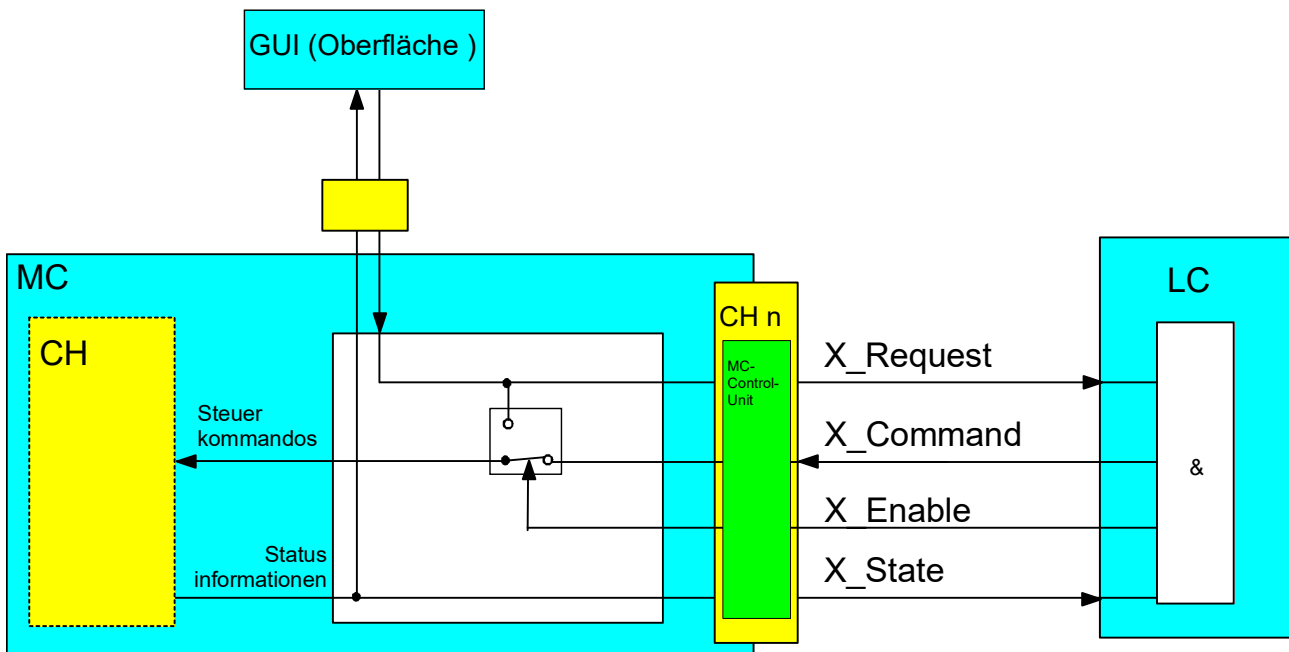 GUI (Oberfläche )
MC
CH
Steuer
kommandos
Status
informationen
CH n
MC-
Control-
Unit
X_Request
X_Command
X_Enable
X_State
LC
&